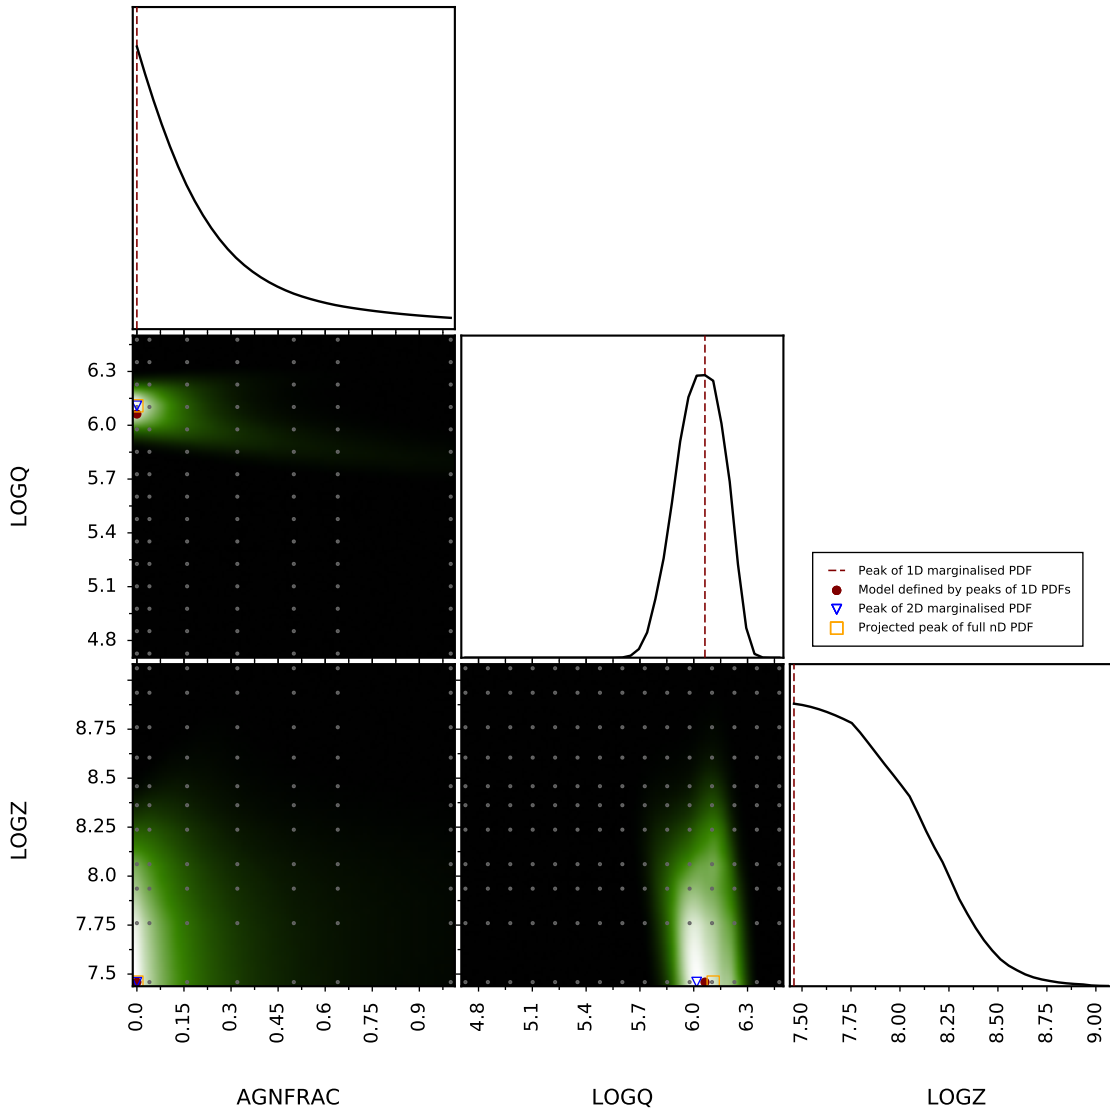 6.3
6.0
5.7
5.4
5.1
4.8
LOGQ
Peak of 1D marginalised PDF
Model defined by peaks of 1D PDFs
Peak of 2D marginalised PDF
Projected peak of full nD PDF
8.75
8.5
8.25
8.0
7.75
7.5
LOGZ
0.0 0.15 0.3 0.45 0.6 0.75 0.9
4.8 5.1 5.4 5.7 6.0 6.3
7.50 7.75 8.00 8.25 8.50 8.75 9.00
AGNFRAC LOGQ LOGZ